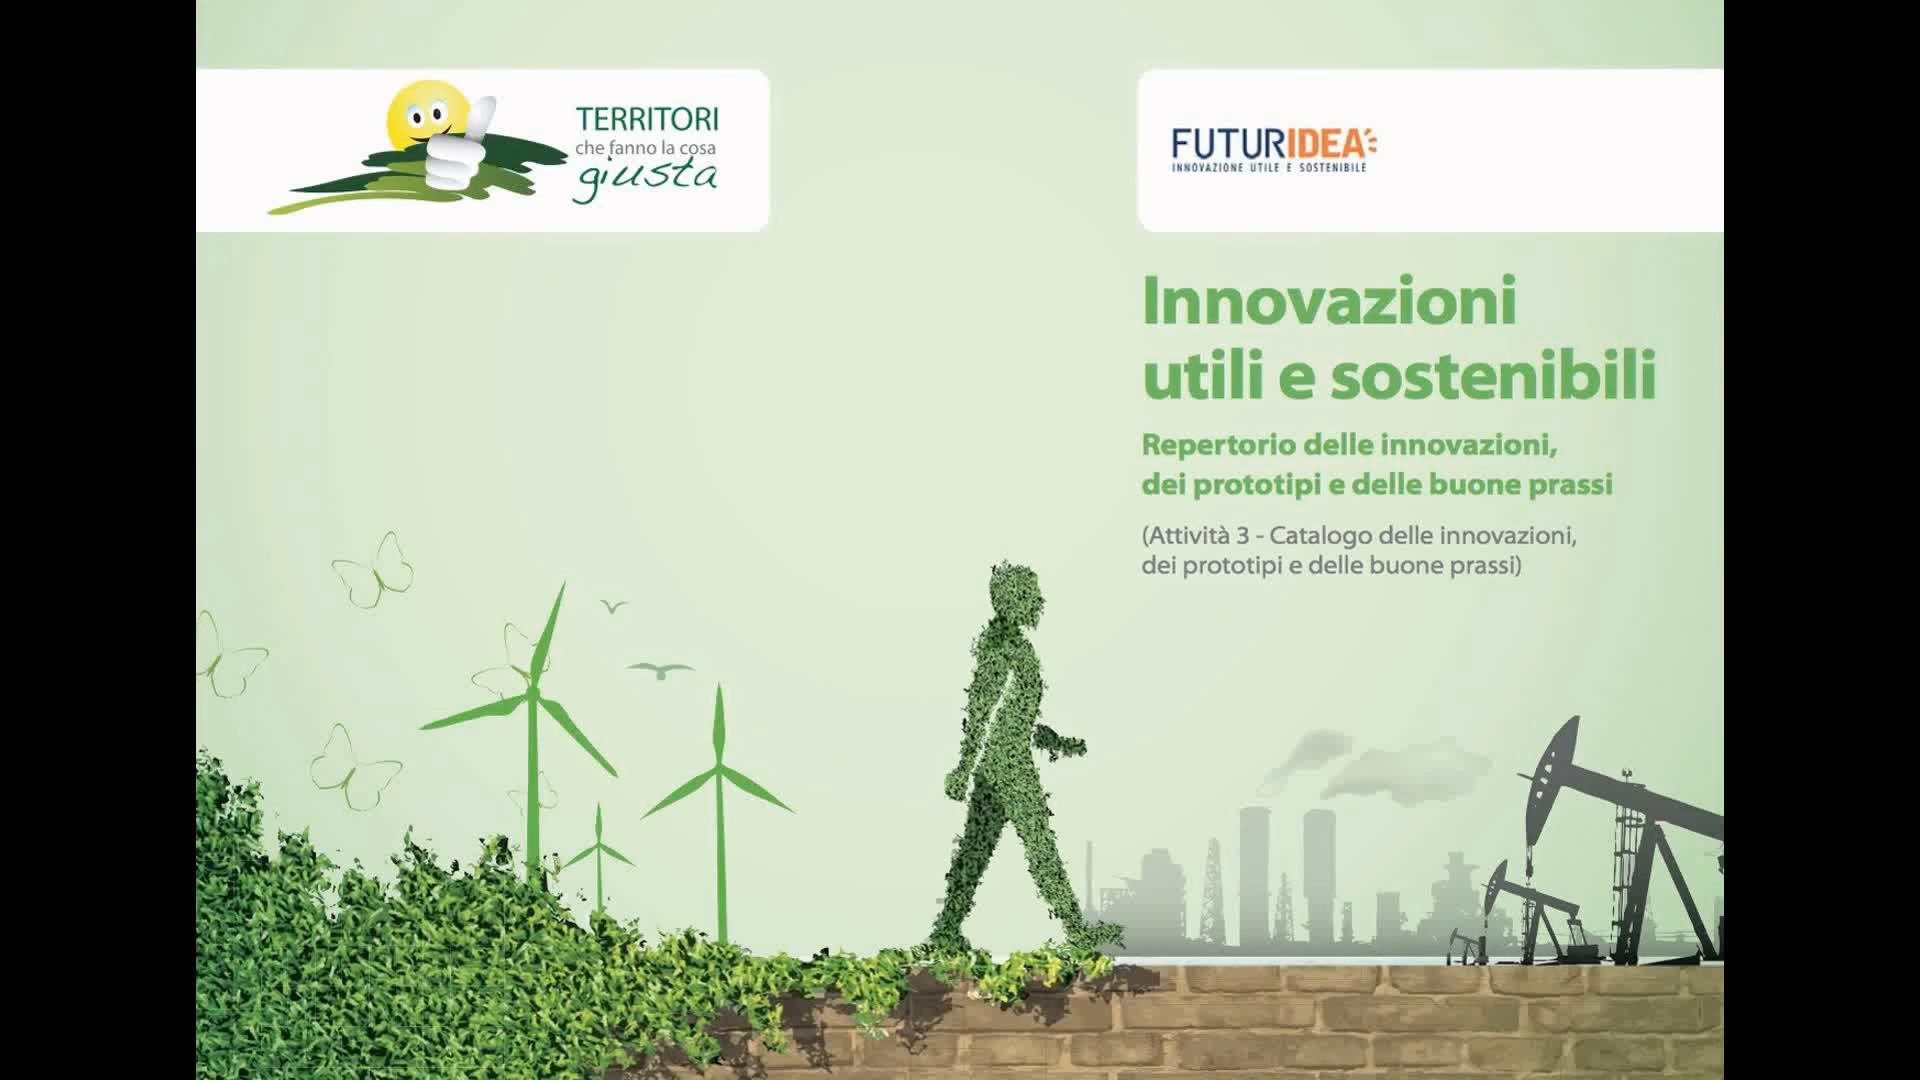 TERRITORI
che fanno la cosa
giusta
FUTURIDEA
INNOVAZIONE UTILE E SOSTENIBILE
Innovazioni
utili e sostenibili
Repertorio delle innovazioni,
dei prototipi e delle buone prassi
(Attività 3 - Catalogo delle innovazioni,
dei prototipi e delle buone prassi)